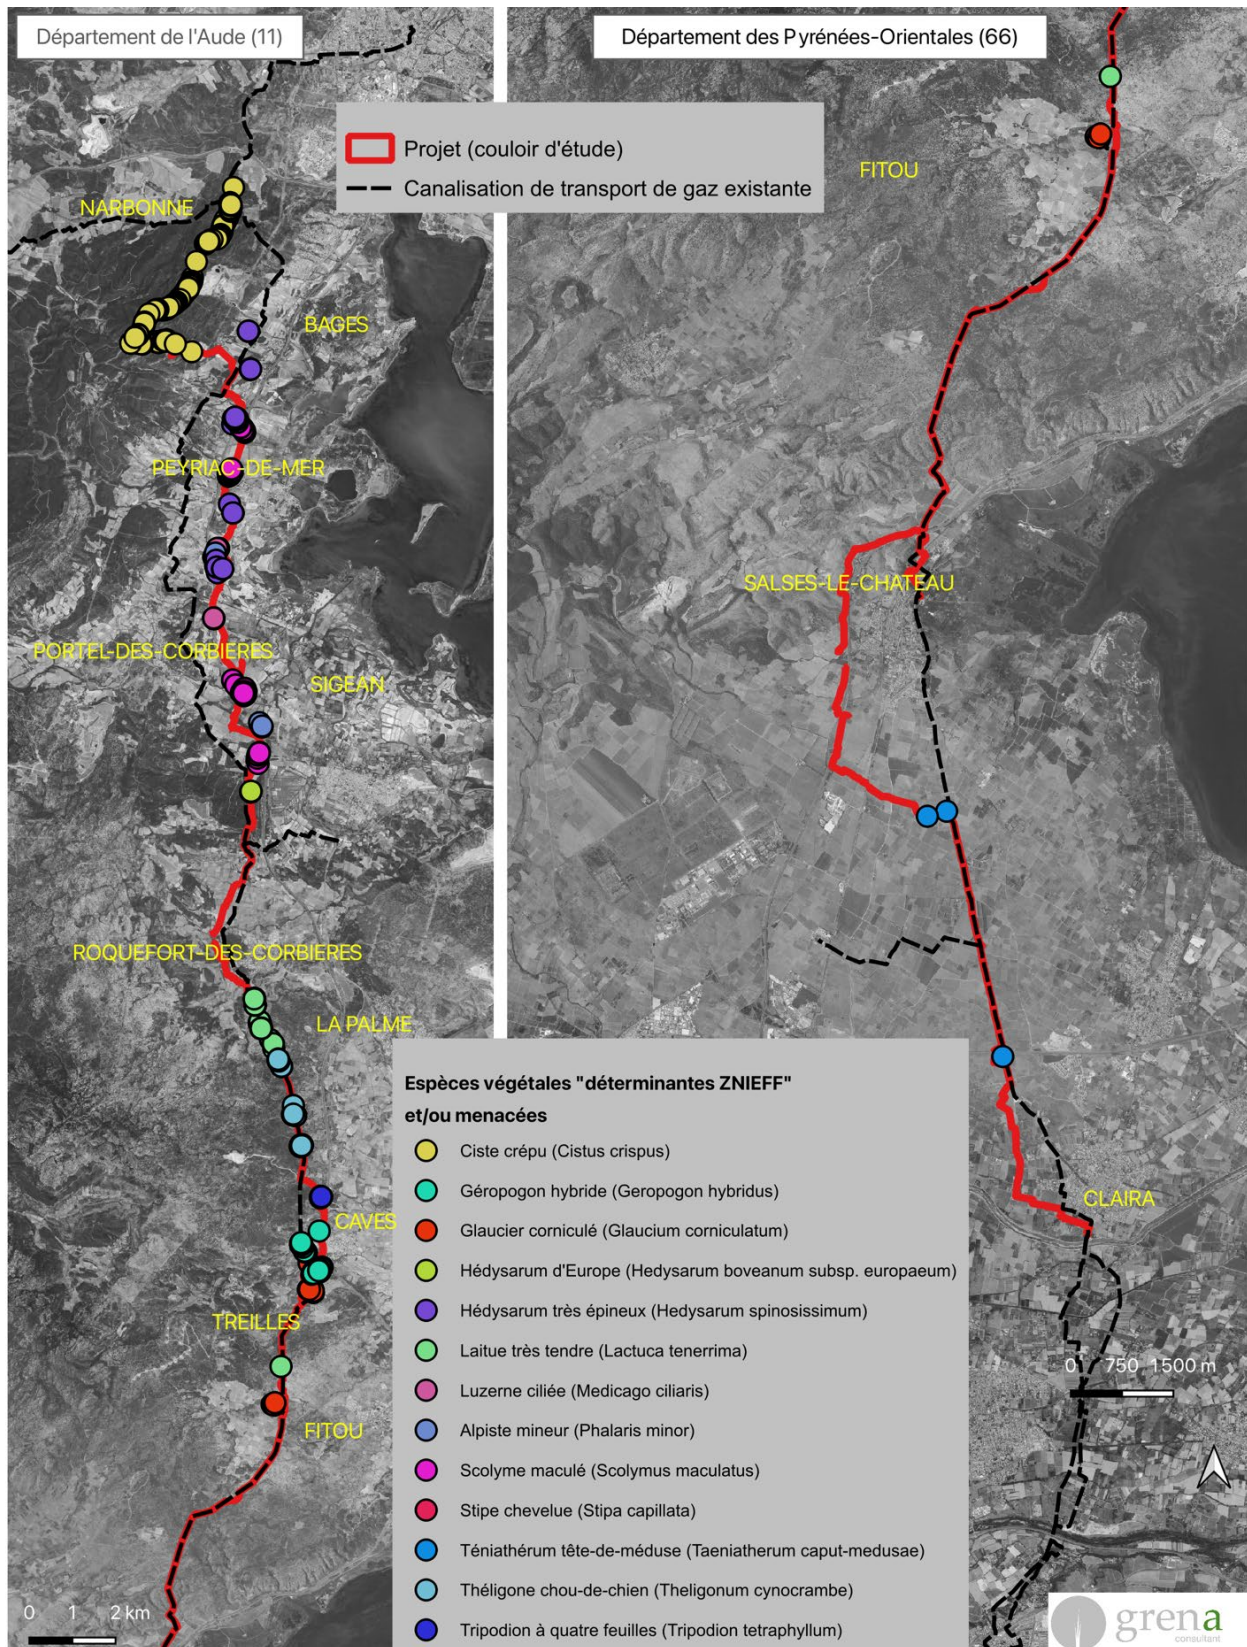 Département de l'Aude (11)
Département des Pyrénées-Orientales (66)
Projet (couloir d'étude)
Canalisation de transport de gaz existante
NARBONNE
BAGES
PEYRIAC-DE-MER
PORTEL-DES-CORBIERES
SIGEAN
ROQUEFORT-DES-CORBIERES
LA PALME
CAVES
TREILLES
FITOU
0 1 2 km
FITOU
SALSES-LE-CHATEAU
CLAIRA
0 750 1500 m
Espèces végétales "déterminantes ZNIEFF"
et/ou menacées
Ciste crépu (Cistus crispus)
Géropogon hybride (Geropogon hybridus)
Glaucier corniculé (Glaucium corniculatum)
Hédysarum d'Europe (Hedysarum boveanum subsp. europaeum)
Hédysarum très épineux (Hedysarum spinosissimum)
Laitue très tendre (Lactuca tenerrima)
Luzerne ciliée (Medicago ciliaris)
Alpiste mineur (Phalaris minor)
Scolyme maculé (Scolymus maculatus)
Stipe chevelue (Stipa capillata)
Téniathérum tête-de-méduse (Taeniatherum caput-medusae)
Théligone chou-de-chien (Theligonum cynocrambe)
Tripodion à quatre feuilles (Tripodion tetraphyllum)
grena
consultant